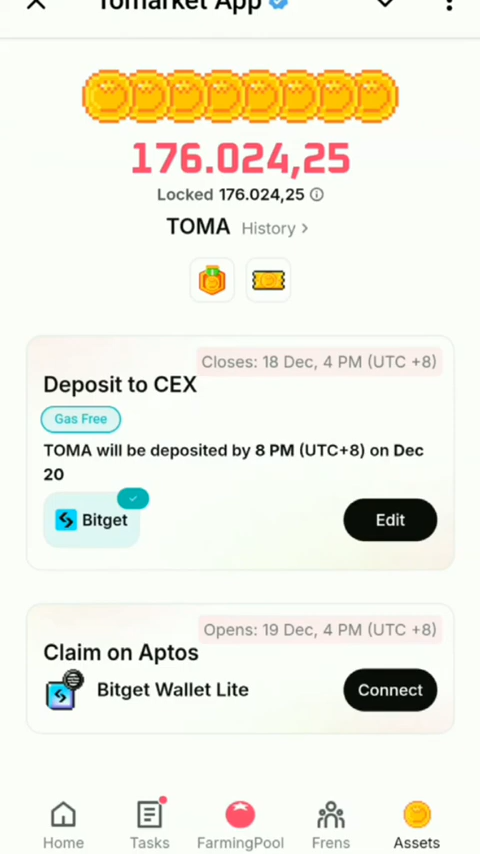 Tomarket App
176.024,25
Locked 176.024,25
TOMA History >
Closes: 18 Dec, 4 PM (UTC +8)
Deposit to CEX
Gas Free
TOMA will be deposited by 8 PM (UTC+8) on Dec
20
Bitget
Edit
Opens: 19 Dec, 4 PM (UTC +8)
Claim on Aptos
Bitget Wallet Lite
Connect
Home
Tasks
FarmingPool
Frens
Assets